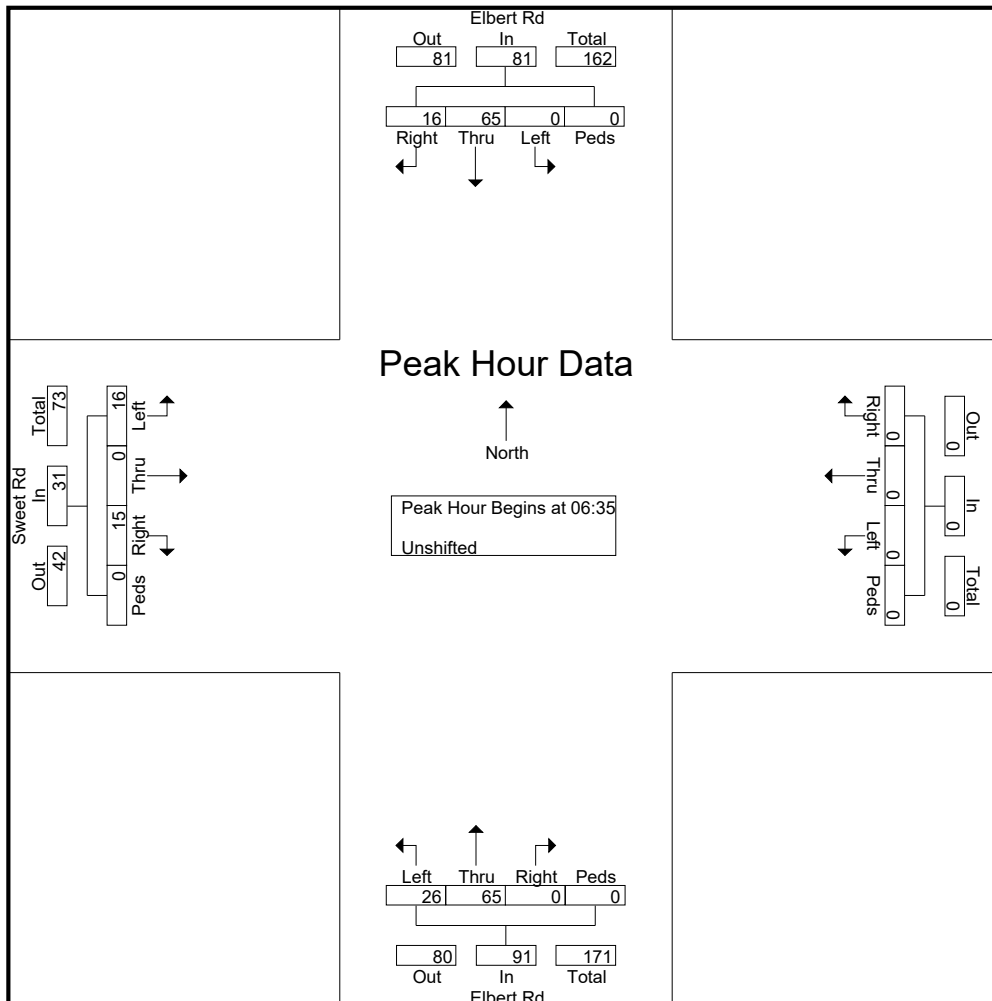 Elbert Rd
Out In Total
81 81 162
16 65 0 0
Right Thru Left Peds
Peak Hour Data
North
Peak Hour Begins at 06:35
Unshifted
Sweet Rd
Out In Total
42 31 73
16 0 15 0
Left Thru Right Peds
Right Thru Left Peds
0 0 0 0
Out In Total
0 0 0
Left Thru Right Peds
26 65 0 0
80 91 171
Out In Total
Elbert Rd